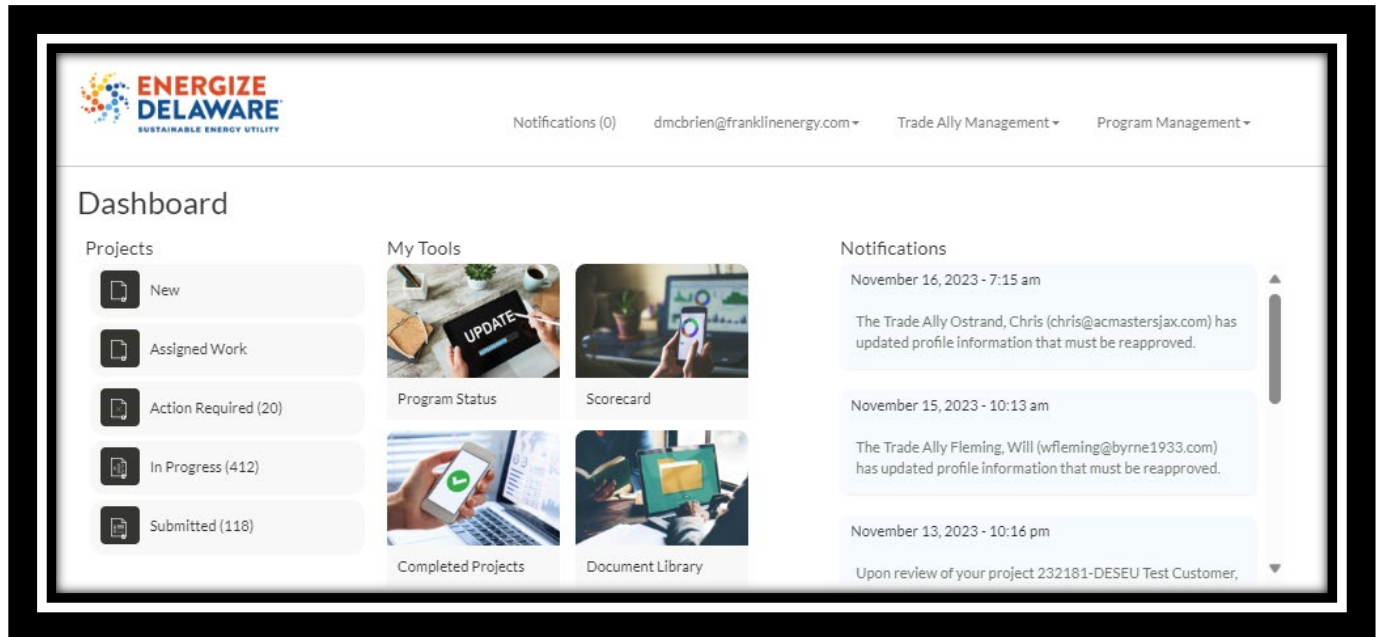 ENERGIZE
DELAWARE
SUSTAINABLE ENERGY UTILITY
Notifications (0)
dmcbrien@franklinenergy.com
Trade Ally Management
Program Management
Dashboard
Projects
New
Assigned Work
Action Required (20)
In Progress (412)
Submitted (118)
My Tools
UPDATE
Program Status
Scorecard
Completed Projects
Document Library
Notifications
November 16, 2023 - 7:15 am
The Trade Ally Ostrand, Chris (chris@acmastersjax.com) has
updated profile information that must be reapproved.
November 15, 2023 - 10:13 am
The Trade Ally Fleming, Will (wfleming@byrne1933.com)
has updated profile information that must be reapproved.
November 13, 2023 - 10:16 pm
Upon review of your project 232181-DESEU Test Customer,